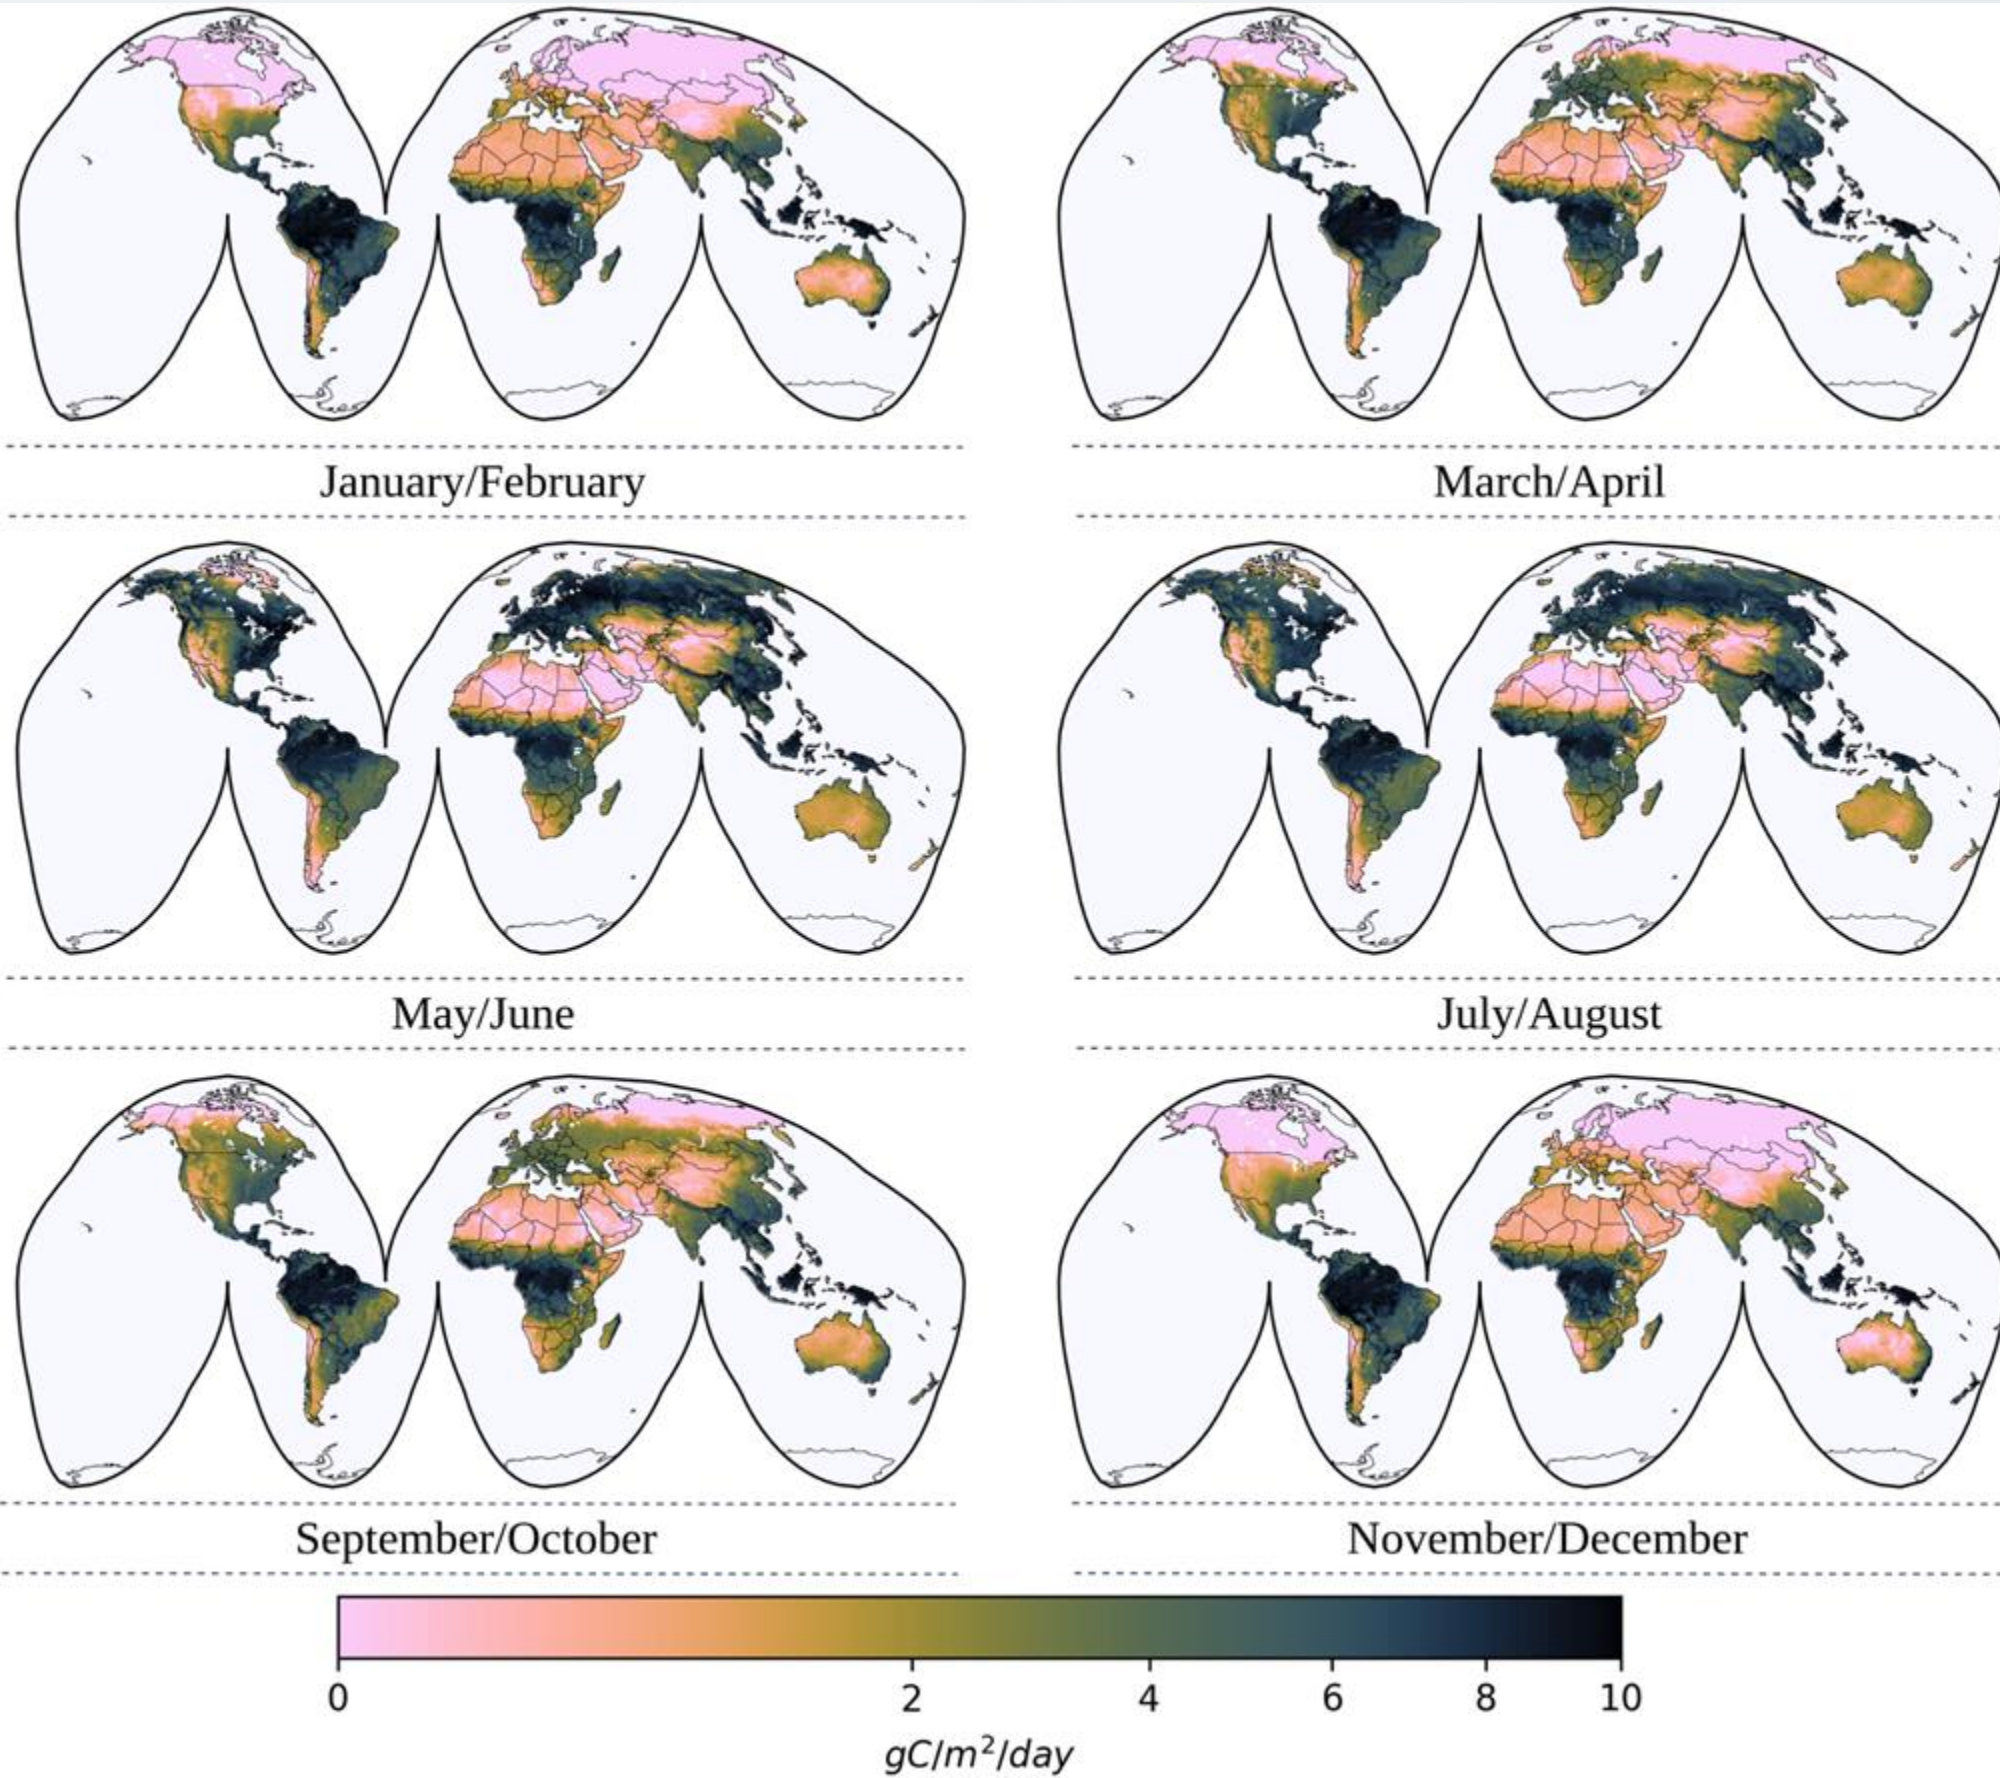 January/February
March/April
May/June
July/August
September/October
November/December
0 2 4 6 8 10
gC/m²/day